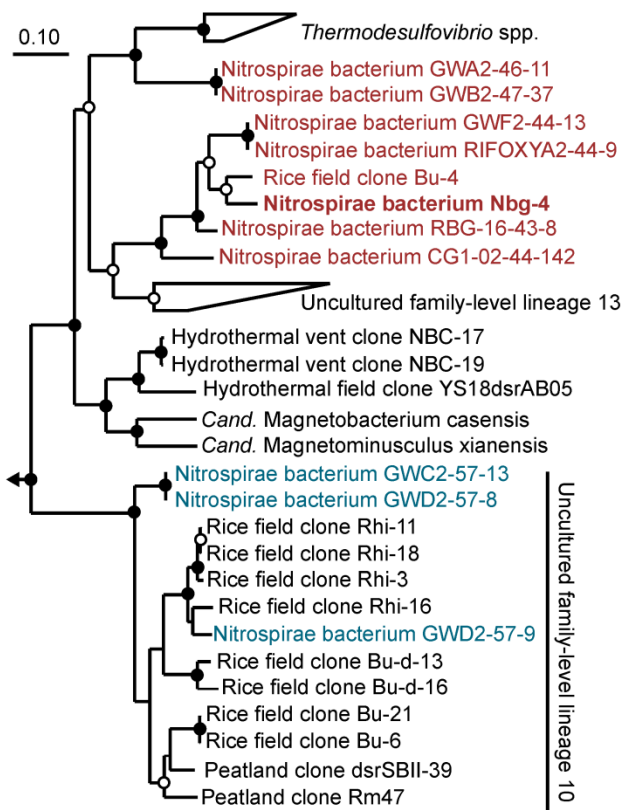 0.10
Thermodesulfovibrio spp.
Nitrospirae bacterium GWA2-46-11
Nitrospirae bacterium GWB2-47-37
Nitrospirae bacterium GWF2-44-13
Nitrospirae bacterium RIFOXYA2-44-9
Rice field clone Bu-4
Nitrospirae bacterium Nbg-4
Nitrospirae bacterium RBG-16-43-8
Nitrospirae bacterium CG1-02-44-142
Uncultured family-level lineage 13
Hydrothermal vent clone NBC-17
Hydrothermal vent clone NBC-19
Hydrothermal field clone YS18dsrAB05
Cand. Magnetobacterium casensis
Cand. Magnetominusculus xianensis
Nitrospirae bacterium GWC2-57-13
Nitrospirae bacterium GWD2-57-8
Rice field clone Rhi-11
Rice field clone Rhi-18
Rice field clone Rhi-3
Rice field clone Rhi-16
Nitrospirae bacterium GWD2-57-9
Rice field clone Bu-d-13
Rice field clone Bu-d-16
Rice field clone Bu-21
Rice field clone Bu-6
Peatland clone dsrSBII-39
Peatland clone Rm47
Uncultured family-level lineage 10